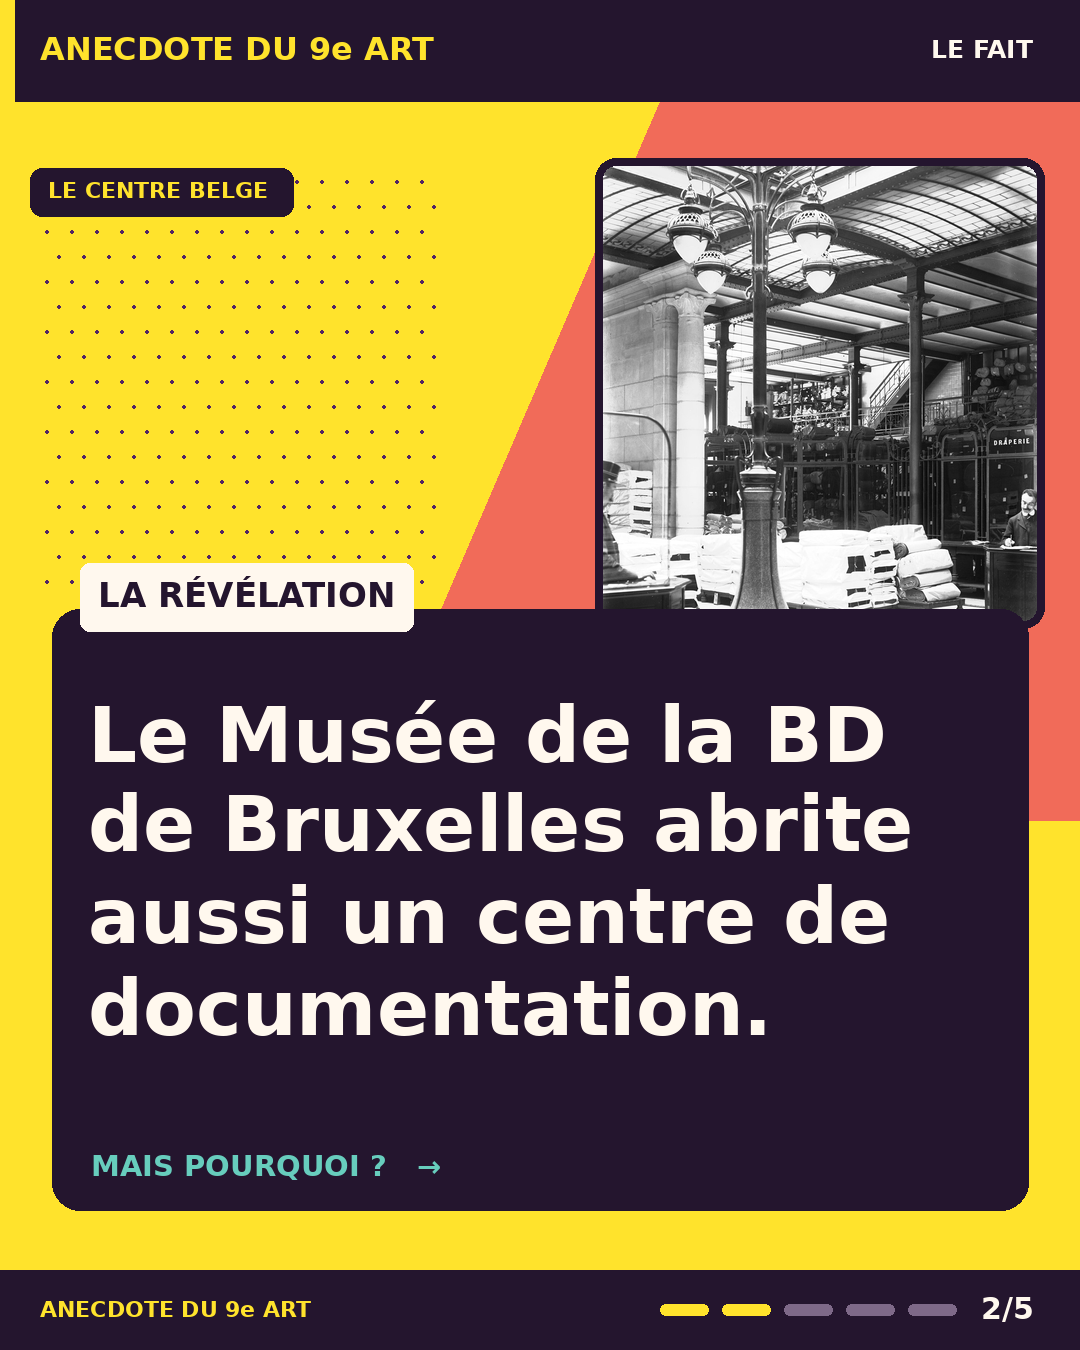 ANECDOTE DU 9e ART
LE FAIT
LE CENTRE BELGE
DRAPERIE
LA RÉVÉLATION
Le Musée de la BD
de Bruxelles abrite
aussi un centre de
documentation.
MAIS POURQUOI ? →
ANECDOTE DU 9e ART
2/5